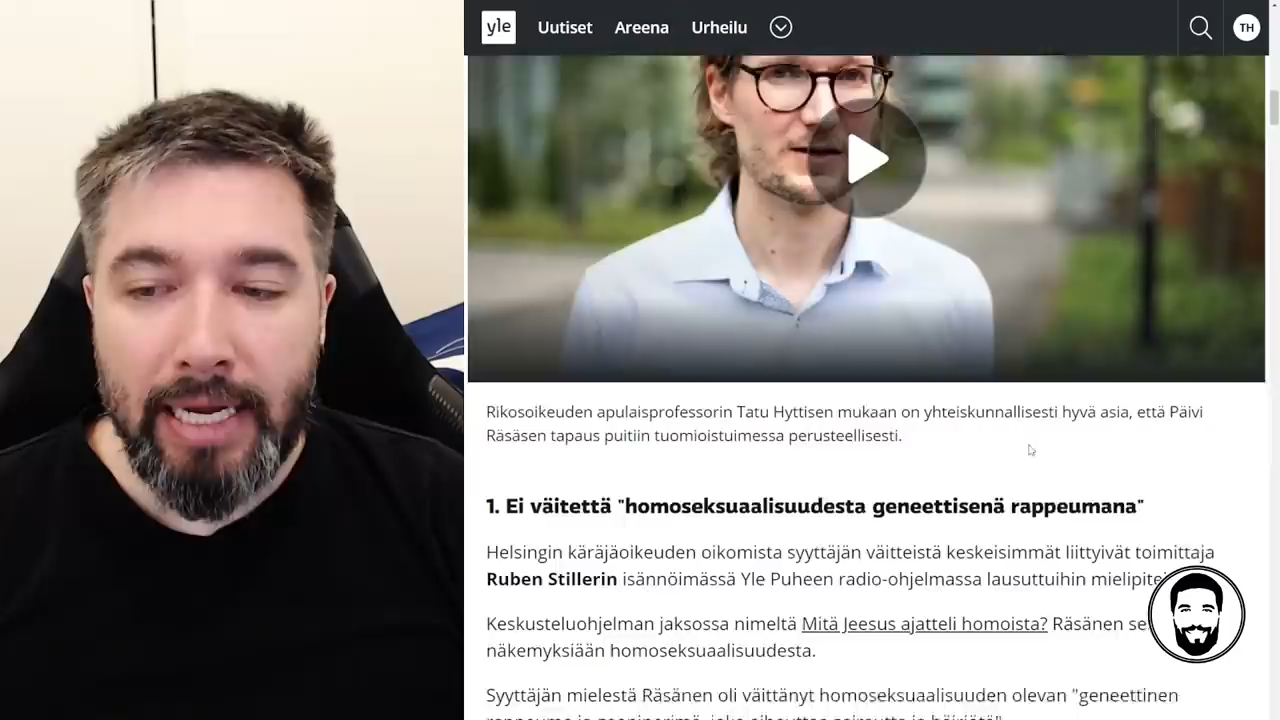 yle Uutiset Areena Urheilu TH
Rikosoikeuden apulaisprofessorin Tatu Hyttisen mukaan on yhteiskunnallisesti hyvä asia, että Päivi
Räsäsen tapaus puitiin tuomioistuimessa perusteellisesti.
1. Ei väitettä "homoseksuaalisuudesta geneettisenä rappeumana"
Helsingin käräjäoikeuden oikomista syyttäjän väitteistä keskeisimmät liittyivät toimittaja
Ruben Stillerin isännöimässä Yle Puheen radio-ohjelmassa lausuttuihin
Keskusteluohjelman jaksossa nimeltä Mitä Jeesus ajatteli homoista? Räsänen
näkemyksiään homoseksuaalisuudesta.
Syyttäjän mielestä Räsänen oli väittänyt homoseksuaalisuuden olevan "geneettinen